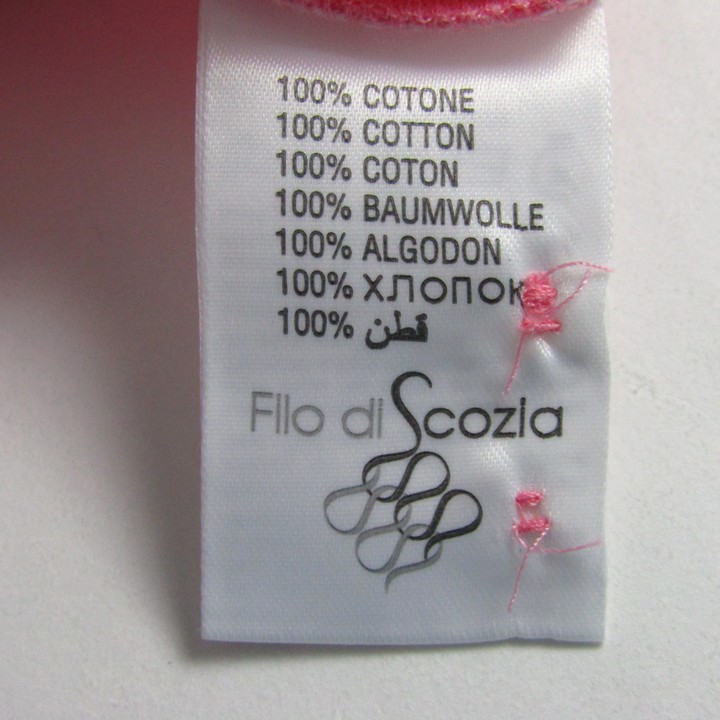 100% COTONE
100% COTTON
100% COTON
100% BAUMWOLLE
100% ALGODON
100% ХЛОПОК
100% قطن
Filo di Scozia